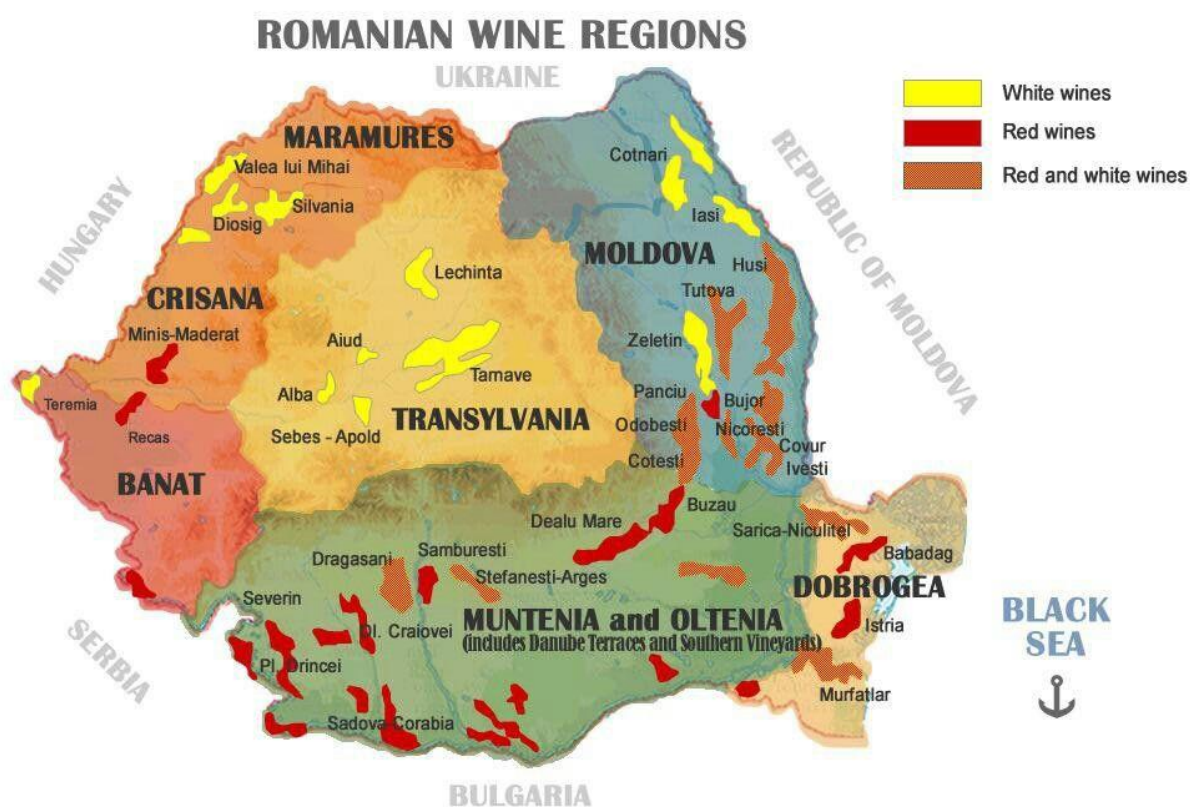 ROMANIAN WINE REGIONS
UKRAINE
White wines
Red wines
Red and white wines
MARAMURES
Valea lui Mihai
Silvania
Diosig
HUNGARY
CRISANA
Minis-Maderat
Teremia
Recas
BANAT
Lechinta
Aiud
Alba
Tarnave
Sebes - Apold
TRANSYLVANIA
Cotnari
Iasi
MOLDOVA
Husi
Tutova
Zeletin
Panciu
Bujor
Odobesti
Nicoresti
Covur
Cotesti
Ivesti
REPUBLIC OF MOLDOVA
Buzau
Dealu Mare
Sarica-Niculitel
Babadag
DOBROGEA
Istria
Murfatlar
Dragasani
Samburesti
Stefanesti-Arges
Severin
MUNTENIA and OLTENIA
(includes Danube Terraces and Southern Vineyards)
Dl. Craiovei
Pl. Drincei
Sadova-Corabia
SERBIA
BULGARIA
BLACK
SEA